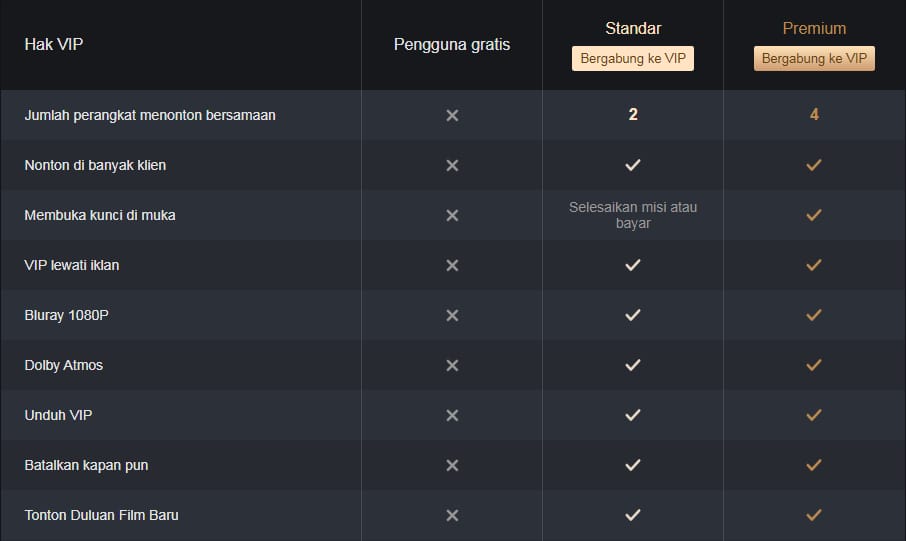 Hak VIP
Pengguna gratis
Standar
Bergabung ke VIP
Premium
Bergabung ke VIP
Jumlah perangkat menonton bersamaan
2
4
Nonton di banyak klien
Membuka kunci di muka
Selesaikan misi atau
bayar
VIP lewati iklan
Bluray 1080P
Dolby Atmos
Unduh VIP
Batalkan kapan pun
Tonton Duluan Film Baru